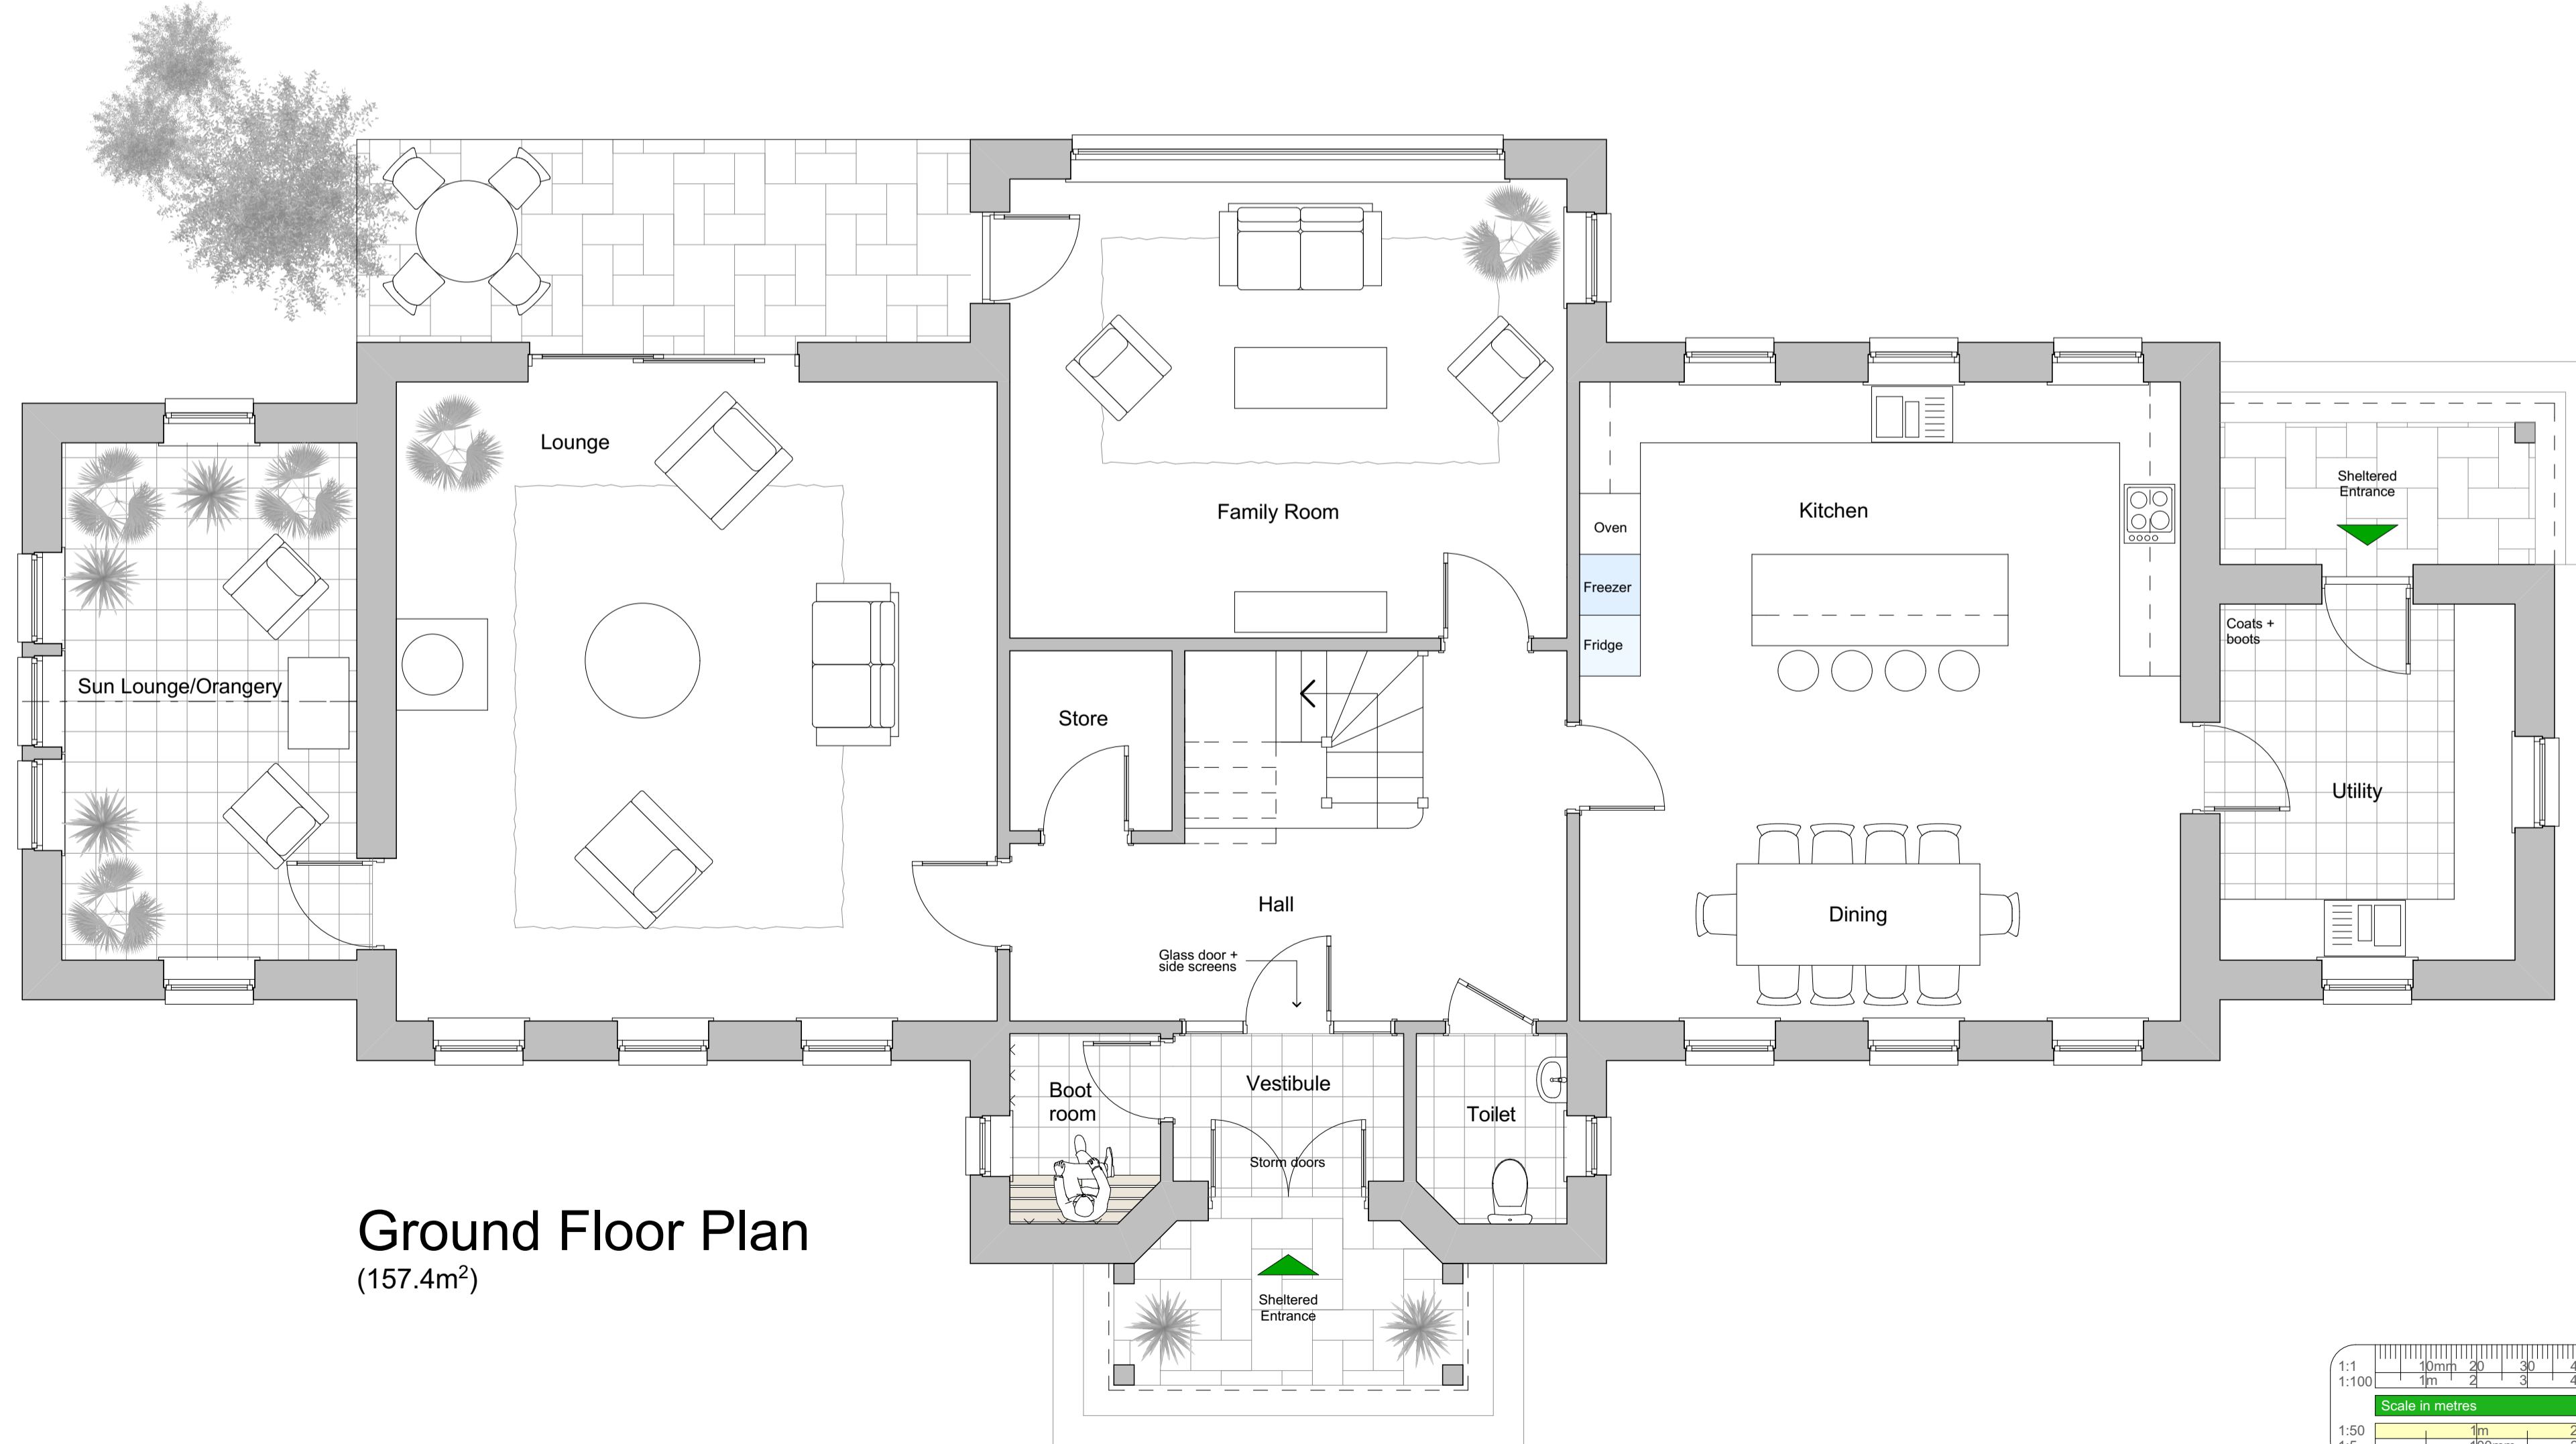 Lounge
Sheltered
Entrance
Family Room
Kitchen
Oven
Freezer
Fridge
Coats +
boots
Sun Lounge/Orangery
Store
Utility
Hall
Dining
Glass door +
side screens
Boot
room
Vestibule
Toilet
Storm doors
Ground Floor Plan
(157.4m²)
Sheltered
Entrance
1:1 10mm 20 30
1:100 1m 2 3
Scale in metres
1:50 1m